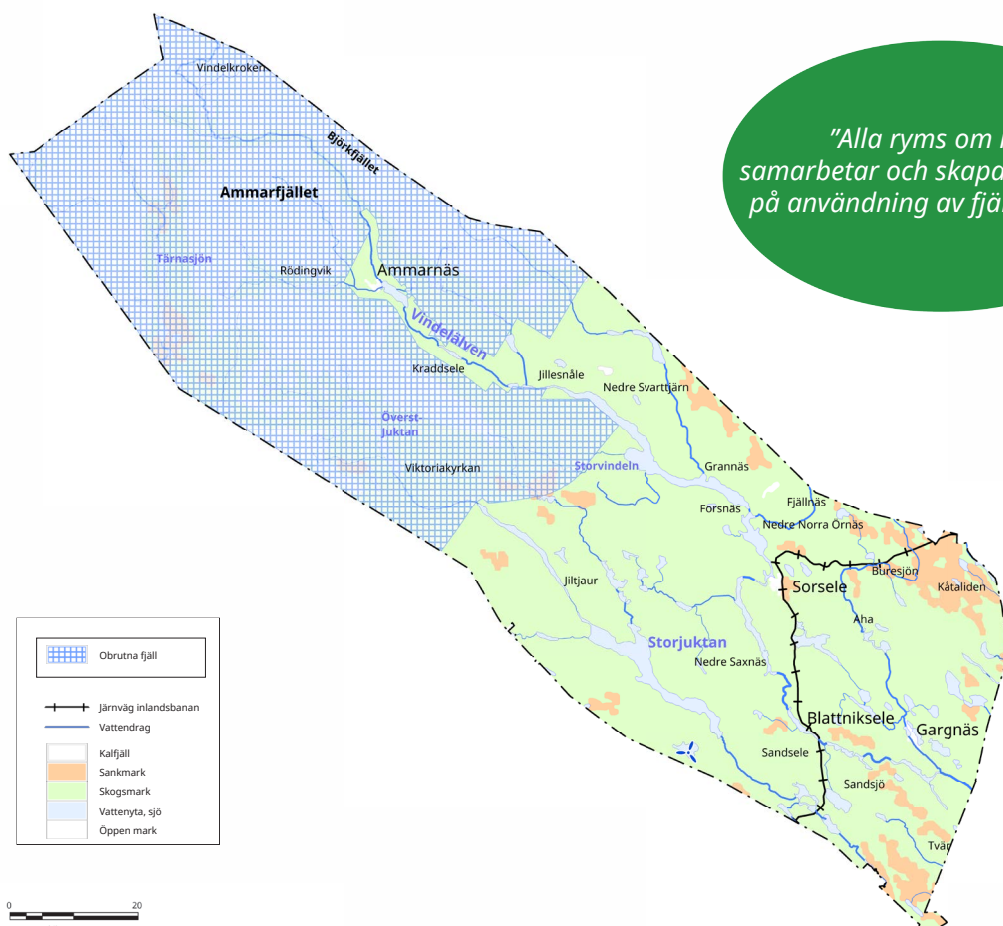 Vindelkroken
Björkfjället
Ammarfjället
Tärnasjön
Rödingvik
Ammarnäs
Vindelälven
Kraddsele
Jillesnåle
Nedre Svarttjärn
Överst-
Juktan
Viktoriakyrkan
Storvindeln
Grannäs
Forsnäs
Fjällnäs
Nedre Norra Örnäs
Buresjön
Sorsele
Kåtaliden
Jiltjaur
Aha
Storjuktan
Nedre Saxnäs
Blattniksele
Gargnäs
Sandsele
Sandsjö
Tvär
”Alla ryms om
samarbetar och skapa
på användning av fjä
Obrutna fjäll
Järnväg inlandsbanan
Vattendrag
Kalfjäll
Sankmark
Skogsmark
Vattenyta, sjö
Öppen mark
0 20